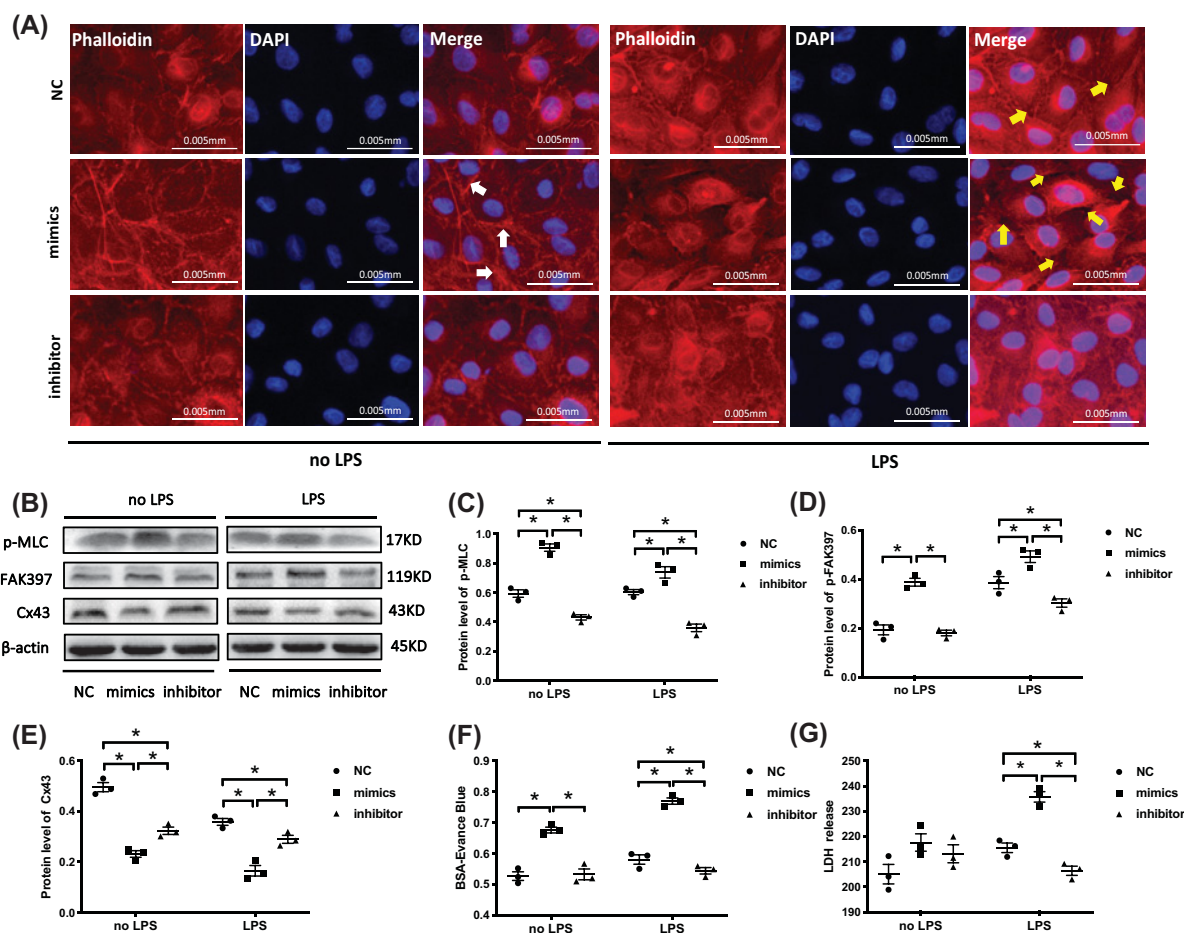 (A)
Phalloidin DAPI Merge Phalloidin DAPI Merge
NC
0.005mm 0.005mm 0.005mm 0.005mm 0.005mm 0.005mm
mimics
0.005mm 0.005mm 0.005mm 0.005mm 0.005mm 0.005mm
inhibitor
0.005mm 0.005mm 0.005mm 0.005mm 0.005mm 0.005mm
no LPS LPS
(B)
no LPS LPS
p-MLC 17KD
FAK397 119KD
Cx43 43KD
β-actin 45KD
NC mimics inhibitor NC mimics inhibitor
(C)
Protein level of p-MLC
1.0
0.8
0.6
0.4
0.2
0.0
* * * * * *
no LPS LPS
NC
mimics
inhibitor
(D)
Protein level of p-FAK397
0.6
0.4
0.2
0.0
* * * * *
no LPS LPS
NC
mimics
inhibitor
(E)
Protein level of Cx43
0.6
0.4
0.2
0.0
* * * * * *
no LPS LPS
NC
mimics
inhibitor
(F)
BSA-Evance Blue
0.9
0.8
0.7
0.6
0.5
0.4
* * * * *
no LPS LPS
NC
mimics
inhibitor
(G)
LDH release
260
250
240
230
220
210
200
190
* * *
no LPS LPS
NC
mimics
inhibitor